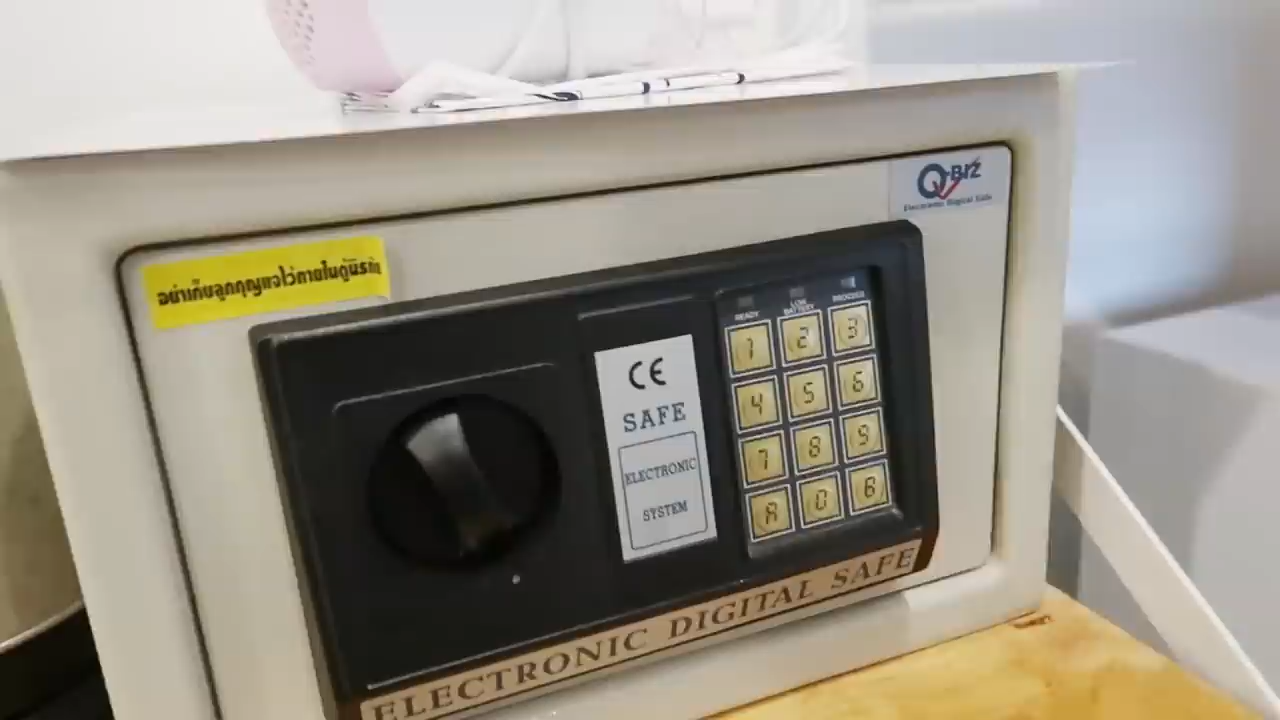 Q-BIZ
Electronic Digital Safe
อย่าเก็บลูกกุญแจไว้ภายในตู้นิรภัย
READY
LOW BATTERY
PROCEED
1 2 3
4 5 6
7 8 9
A 0 B
CE
SAFE
ELECTRONIC
SYSTEM
ELECTRONIC DIGITAL SAFE